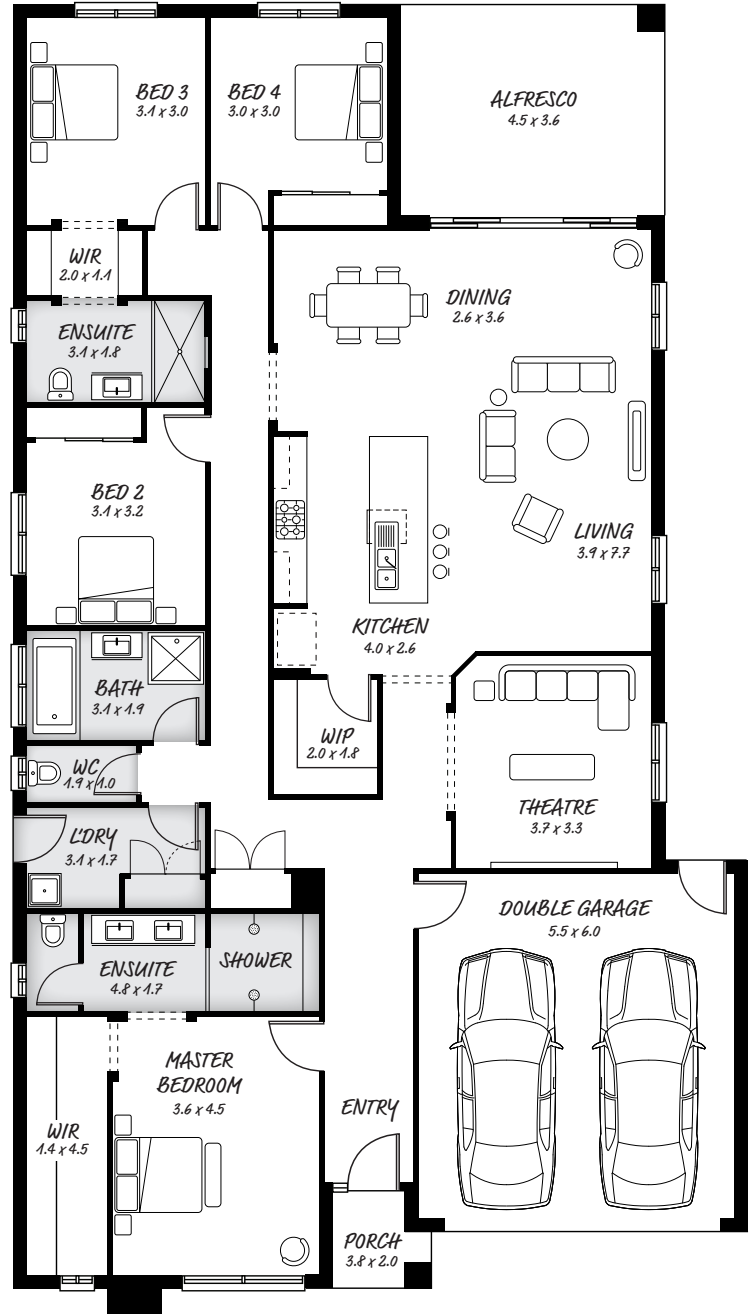 BED 3
3.1 x 3.0
BED 4
3.0 x 3.0
ALFRESCO
4.5 x 3.6
WIR
2.0 x 1.1
DINING
2.6 x 3.6
ENSUITE
3.1 x 1.8
BED 2
3.1 x 3.2
LIVING
3.9 x 7.7
KITCHEN
4.0 x 2.6
BATH
3.1 x 1.9
WIP
2.0 x 1.8
WC
1.9 x 1.0
THEATRE
3.7 x 3.3
L'DRY
3.1 x 1.7
DOUBLE GARAGE
5.5 x 6.0
ENSUITE
4.8 x 1.7
SHOWER
MASTER
BEDROOM
3.6 x 4.5
ENTRY
WIR
1.4 x 4.5
PORCH
3.8 x 2.0